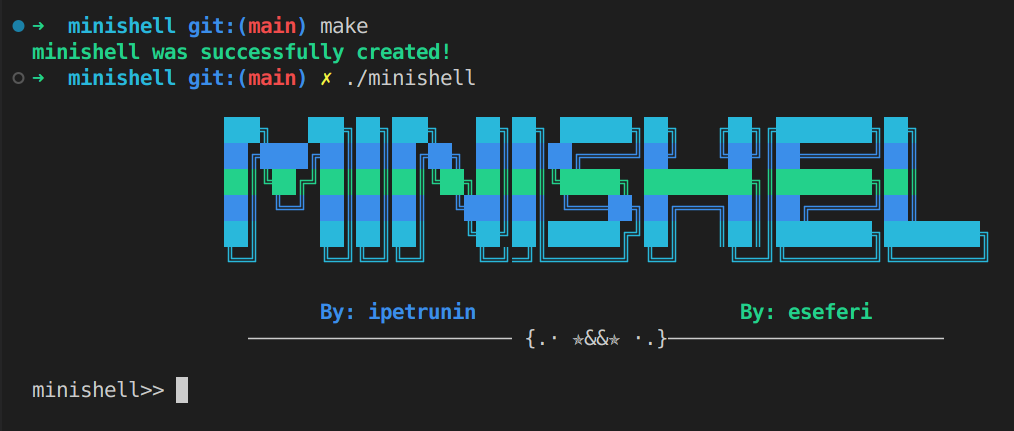 ➜ minishell git:(main) make
minishell was successfully created!
➜ minishell git:(main) ✗ ./minishell
MINISHEL
By: ipetrunin By: eseferi
{.· ✯&&✯ ·.}
minishell>>